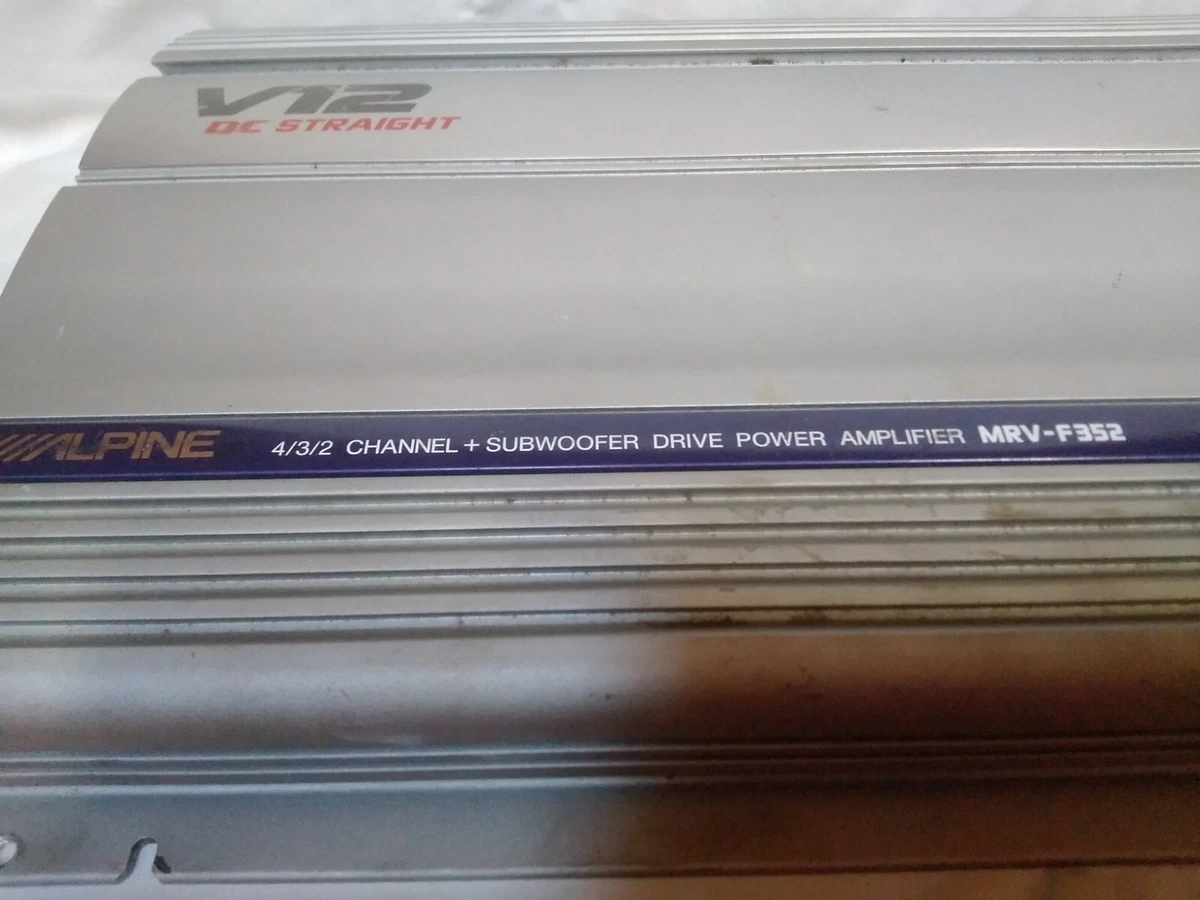 V12
DC STRAIGHT
ALPINE 4/3/2 CHANNEL + SUBWOOFER DRIVE POWER AMPLIFIER MRV-F352